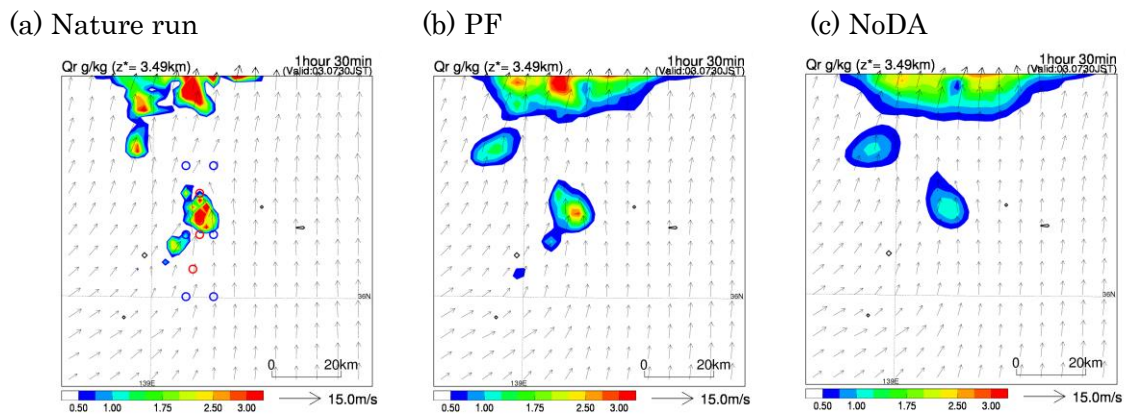 (a) Nature run
(b) PF
(c) NoDA
Qr g/kg (z*= 3.49km)
1hour 30min
(Valid:03.0730JST)
36N
0 20km
139E
0.50 1.00 1.75 2.50 3.00
15.0m/s
Qr g/kg (z*= 3.49km)
1hour 30min
(Valid:03.0730JST)
36N
0 20km
139E
0.50 1.00 1.75 2.50 3.00
15.0m/s
Qr g/kg (z*= 3.49km)
1hour 30min
(Valid:03.0730JST)
36N
0 20km
139E
0.50 1.00 1.75 2.50 3.00
15.0m/s